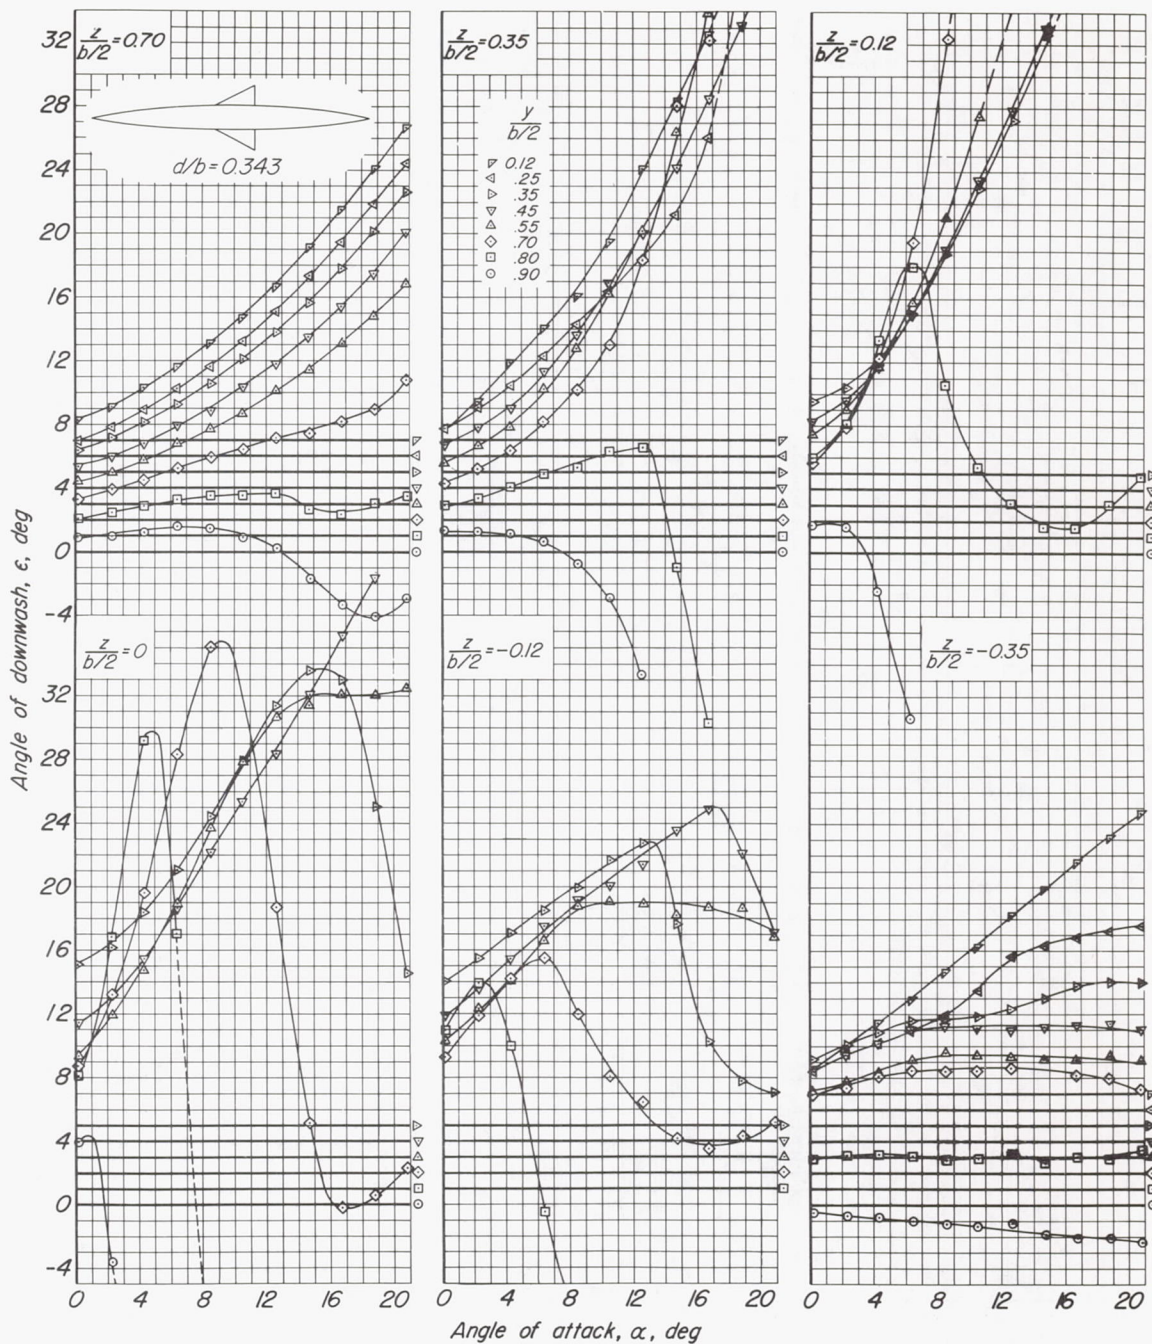 z
b/2 =0.70
z
b/2 =0.35
z
b/2 =0.12
d/b=0.343
y
b/2
0.12
.25
.35
.45
.55
.70
.80
.90
32
28
24
20
16
12
8
4
0
-4
z
b/2 =0
z
b/2 =-0.12
z
b/2 =-0.35
32
28
24
20
16
12
8
4
0
-4
Angle of downwash, ϵ, deg
0 4 8 12 16 20 0 4 8 12 16 20 0 4 8 12 16 20
Angle of attack, α, deg